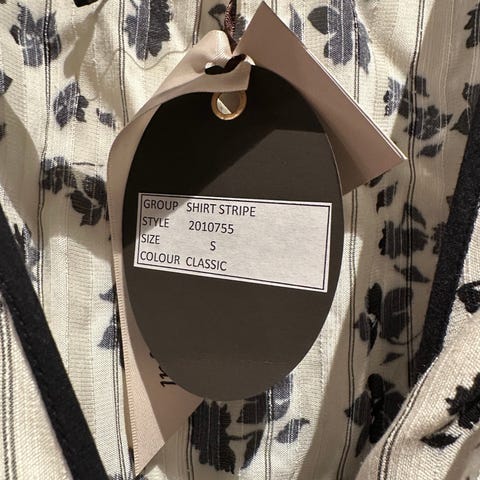 GROUP SHIRT STRIPE
STYLE 2010755
SIZE S
COLOUR CLASSIC